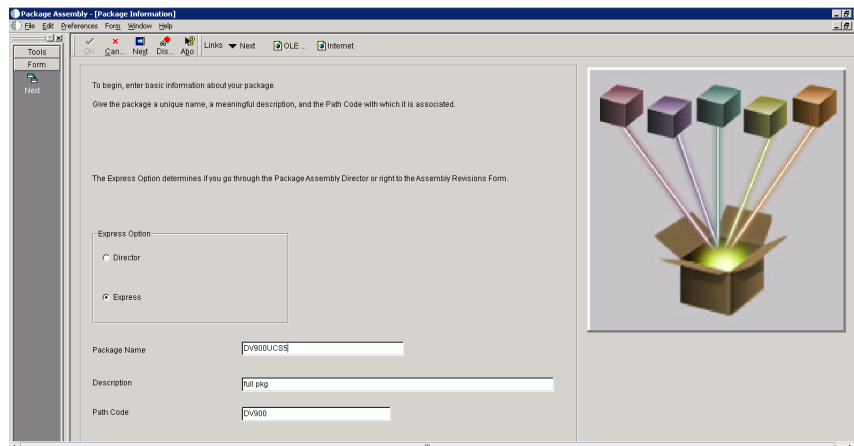 Package Assembly - [Package Information]
File Edit Preferences Form Window Help
OK Can... Next Dis... Abo Links Next OLE ... Internet
Tools
Form
Next
To begin, enter basic information about your package.
Give the package a unique name, a meaningful description, and the Path Code with which it is associated.
The Express Option determines if you go through the Package Assembly Director or right to the Assembly Revisions Form.
Express Option
Director
Express
Package Name DV900UCS5
Description full pkg
Path Code DV900